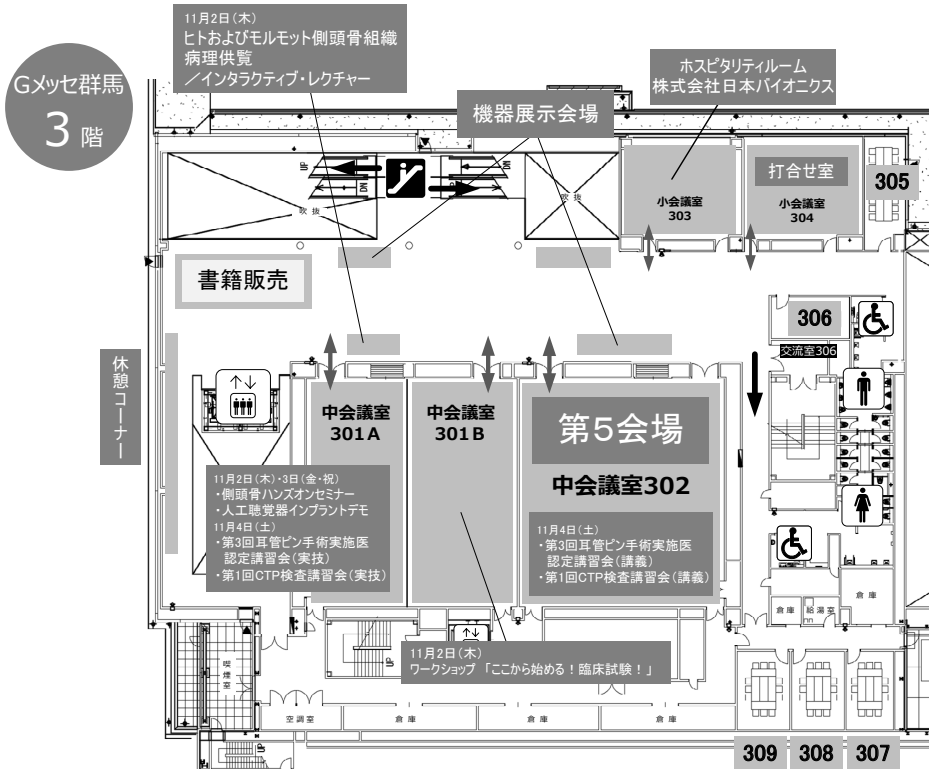 Gメッセ群馬
3階
11月2日(木)
ヒトおよびモルモット側頭骨組織
病理供覧
/インタラクティブ・レクチャー
機器展示会場
ホスピタリティルーム
株式会社日本バイオニクス
UP
DN
DN
UP
吹抜
吹抜
小会議室
303
打合せ室
小会議室
304
305
書籍販売
306
交流室306
休憩コーナー
中会議室
301A
中会議室
301B
第5会場
中会議室302
11月2日(木)・3日(金・祝)
・側頭骨ハンズオンセミナー
・人工聴覚器インプラントデモ
11月4日(土)
・第3回耳管ピン手術実施医
認定講習会(実技)
・第1回CTP検査講習会(実技)
11月4日(土)
・第3回耳管ピン手術実施医
認定講習会(講義)
・第1回CTP検査講習会(講義)
倉庫
給湯室
倉庫
喫煙室
UP
11月2日(木)
ワークショップ 「ここから始める!臨床試験!」
空調室
倉庫
倉庫
倉庫
UP
309
308
307